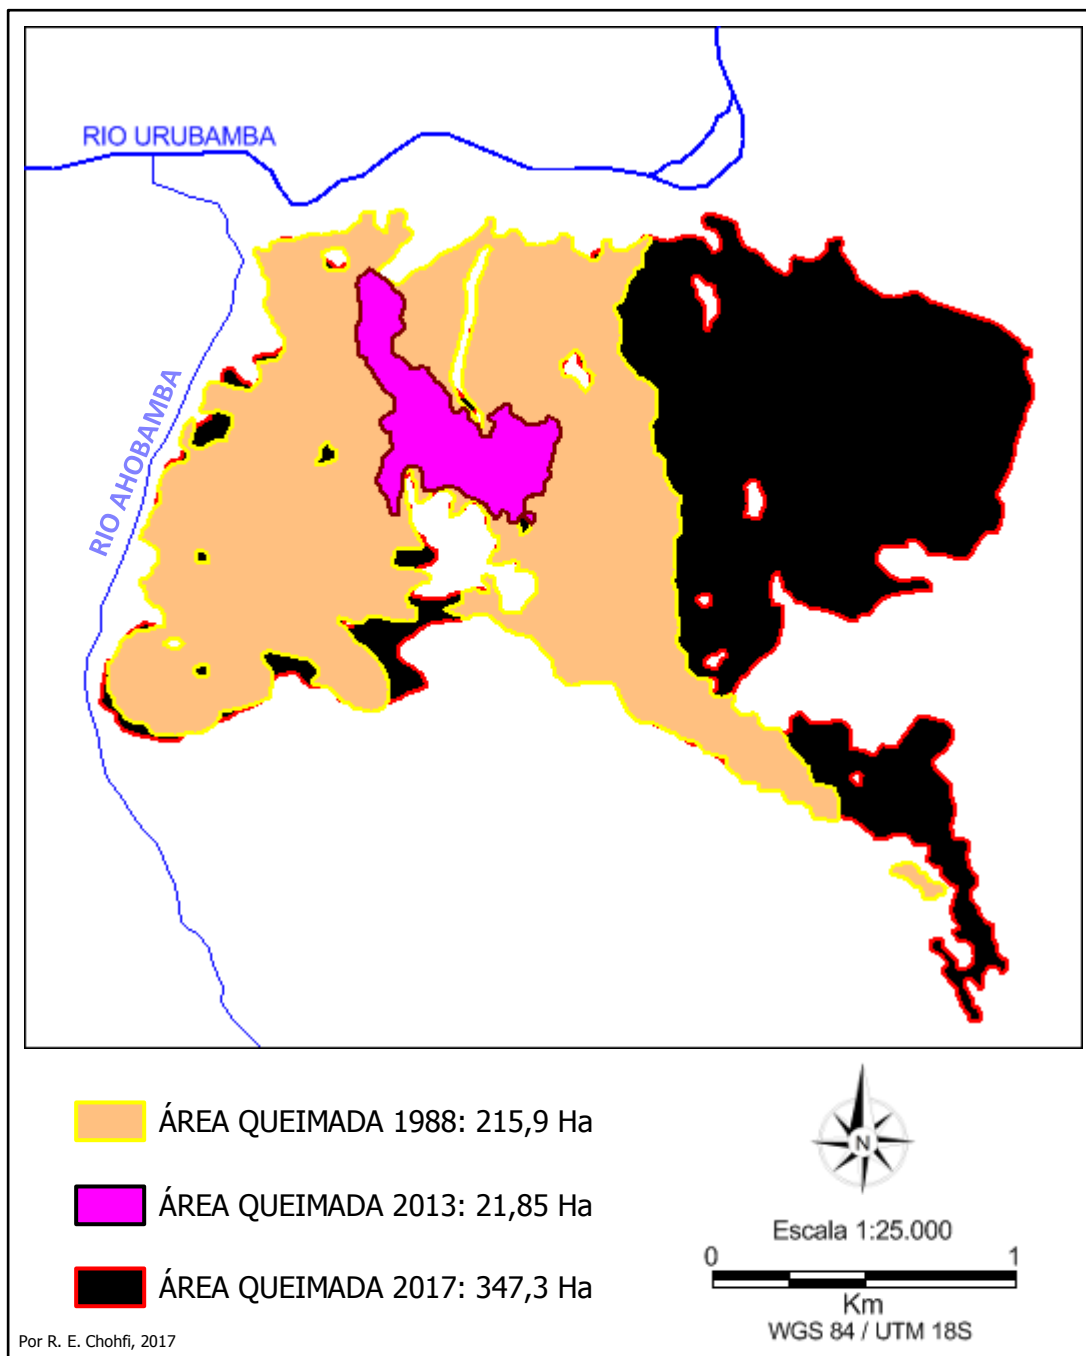 RIO URUBAMBA
RIO AHOBAMBA
ÁREA QUEIMADA 1988: 215,9 Ha
ÁREA QUEIMADA 2013: 21,85 Ha
ÁREA QUEIMADA 2017: 347,3 Ha
N
Escala 1:25.000
0 1
Km
WGS 84 / UTM 18S
Por R. E. Chohfi, 2017